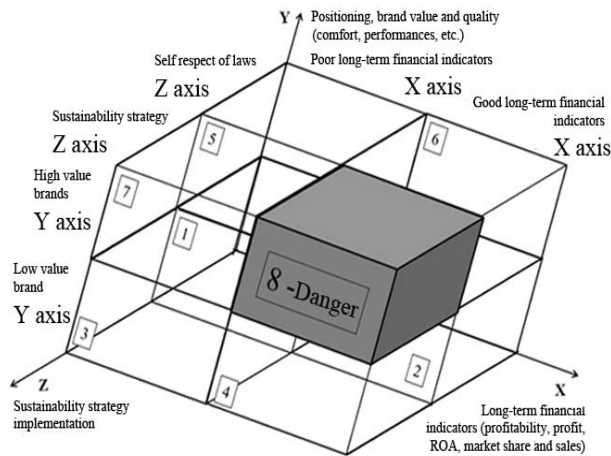 Y
Positioning, brand value and quality
(comfort, performances, etc.)
Self respect of laws
Z axis
Poor long-term financial indicators
X axis
Good long-term financial
indicators
X axis
Sustainability strategy
Z axis
5
6
High value
brands
Y axis
7
1
Low value
brand
Y axis
8 -Danger
3
4
2
Z
X
Sustainability strategy
implementation
Long-term financial
indicators (profitability, profit,
ROA, market share and sales)